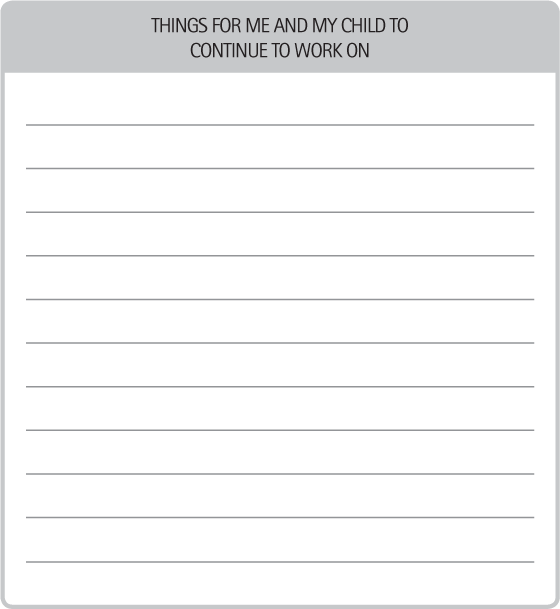 THINGS FOR ME AND MY CHILD TO
CONTINUE TO WORK ON